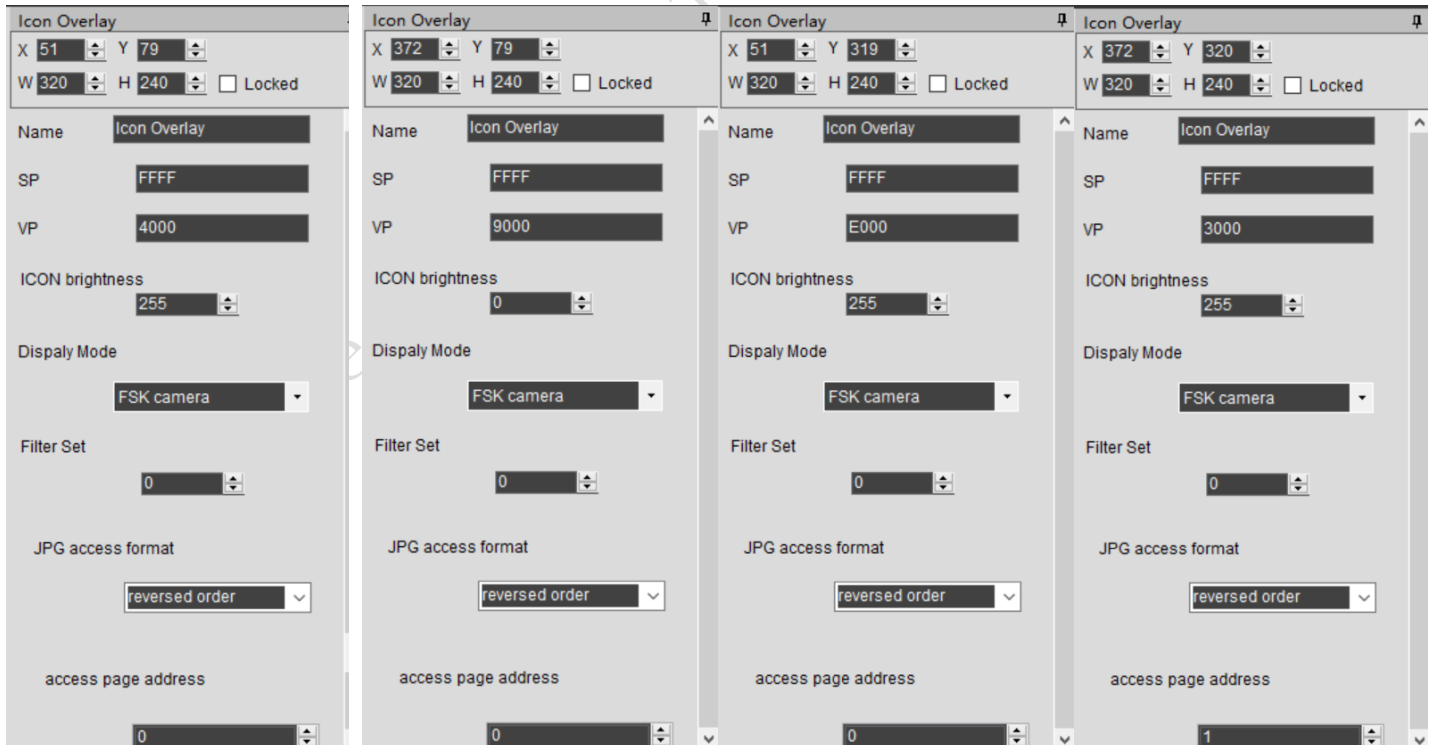 Icon Overlay
X 51 Y 79
W 320 H 240 Locked
Name Icon Overlay
SP FFFF
VP 4000
ICON brightness
255
Dispaly Mode
FSK camera
Filter Set
0
JPG access format
reversed order
access page address
0
Icon Overlay
X 372 Y 79
W 320 H 240 Locked
Name Icon Overlay
SP FFFF
VP 9000
ICON brightness
0
Dispaly Mode
FSK camera
Filter Set
0
JPG access format
reversed order
access page address
0
Icon Overlay
X 51 Y 319
W 320 H 240 Locked
Name Icon Overlay
SP FFFF
VP E000
ICON brightness
255
Dispaly Mode
FSK camera
Filter Set
0
JPG access format
reversed order
access page address
0
Icon Overlay
X 372 Y 320
W 320 H 240 Locked
Name Icon Overlay
SP FFFF
VP 3000
ICON brightness
255
Dispaly Mode
FSK camera
Filter Set
0
JPG access format
reversed order
access page address
1